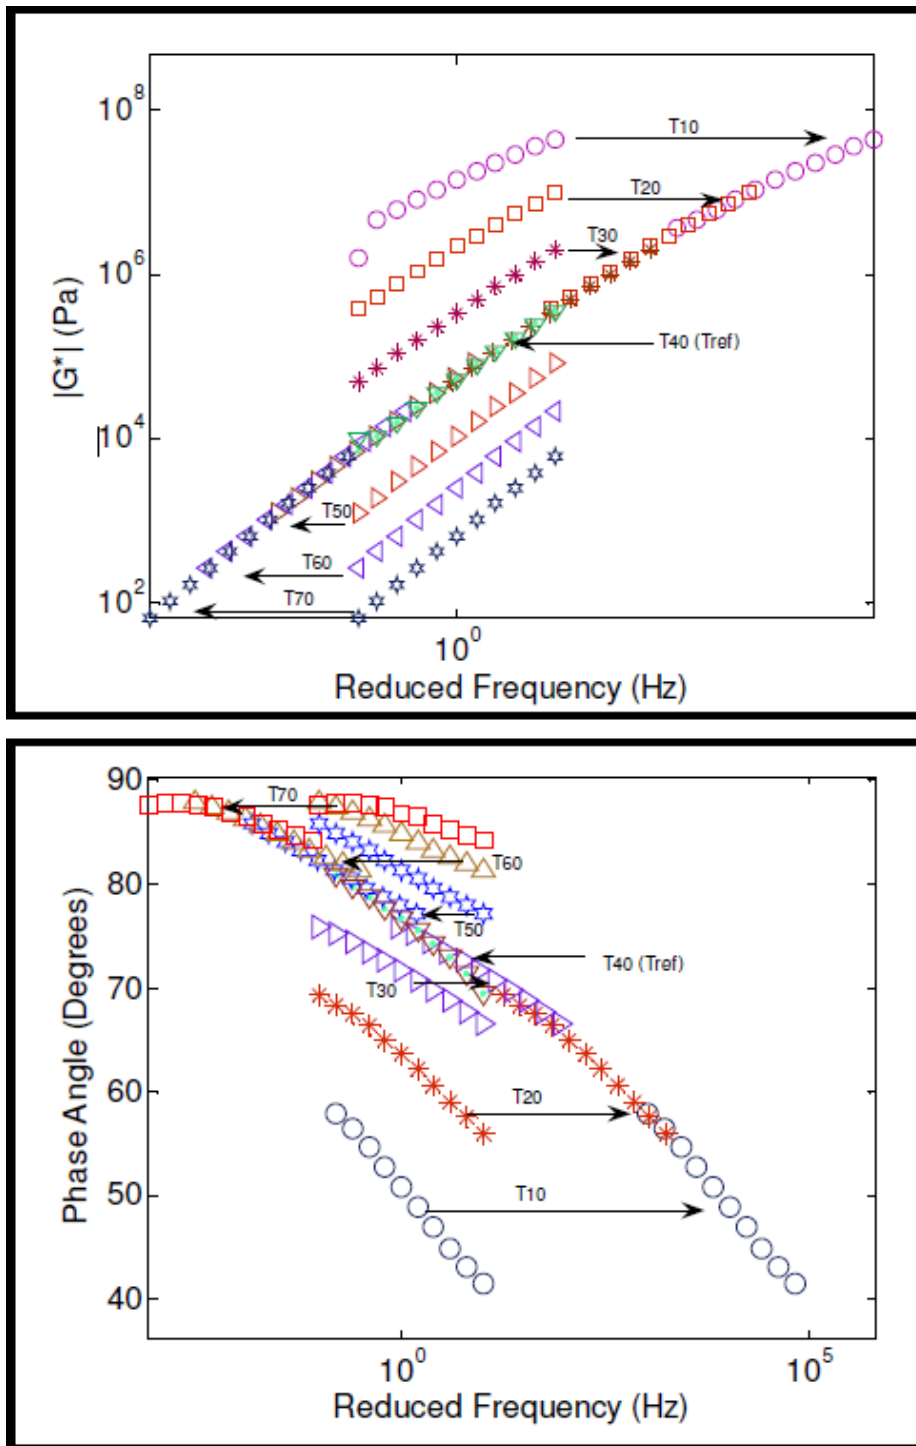 10^8
T10
T20
T30
10^6
|G*| (Pa)
T40 (Tref)
10^4
T50
T60
T70
10^2
10^0
Reduced Frequency (Hz)
90
T70
T60
80
T50
T40 (Tref)
70
T30
Phase Angle (Degrees)
60
T20
50
T10
40
10^0
10^5
Reduced Frequency (Hz)